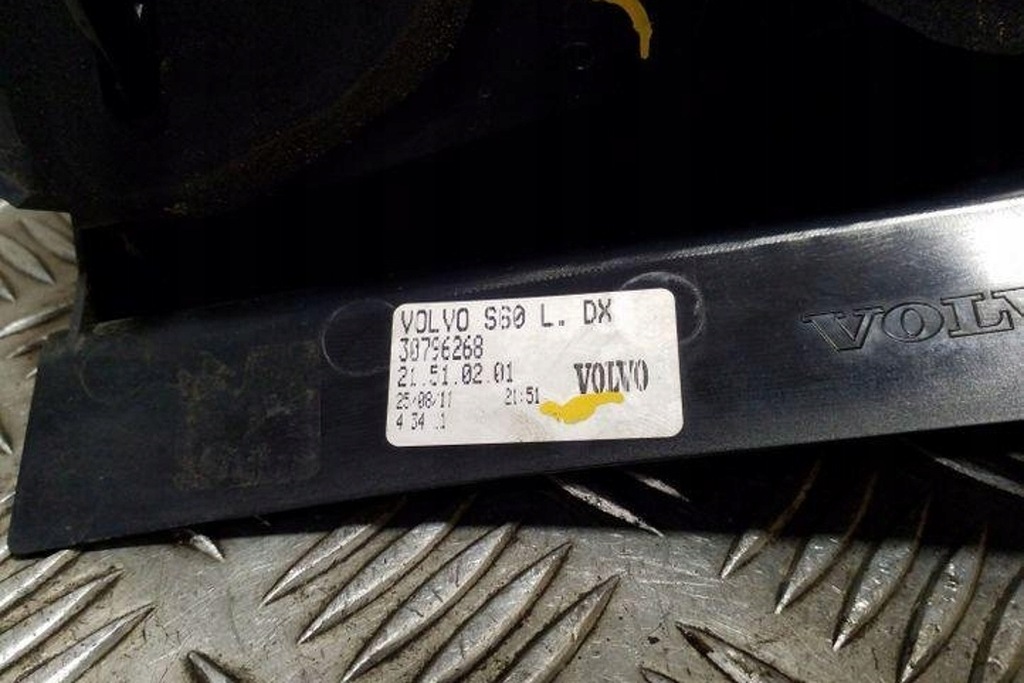 VOLVO S60 L. DX
30796268
21.51.02.01
VOLVO
25/08/11 21:51
4 34 .1
VOLV